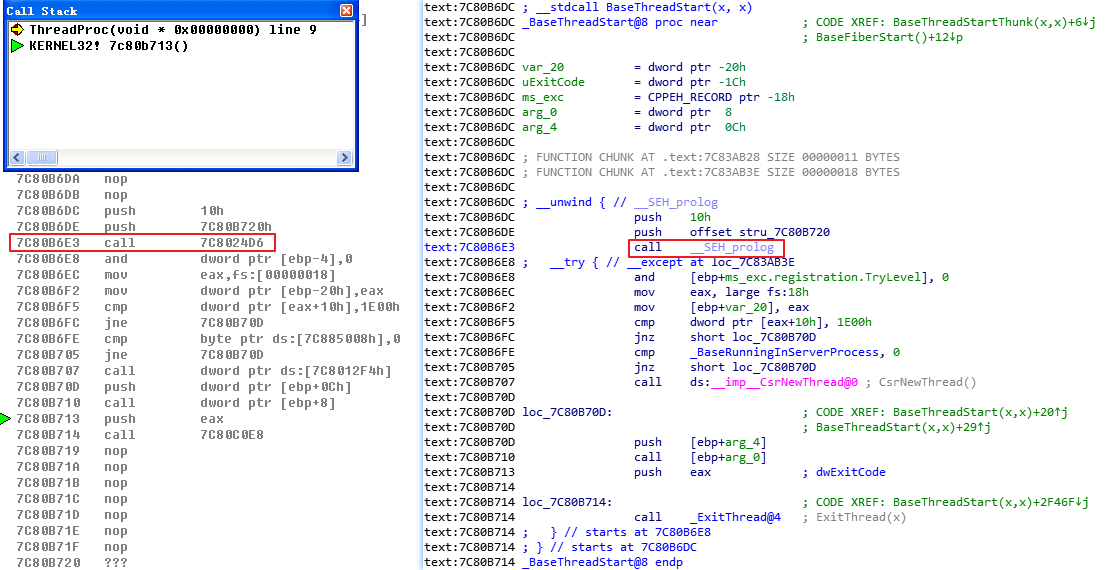 Call Stack
]
ThreadProc(void * 0x00000000) line 9
KERNEL32! 7c80b713()
7C80B6DA nop
7C80B6DB nop
7C80B6DC push 10h
7C80B6DE push 7C80B720h
7C80B6E3 call 7C8024D6
7C80B6E8 and dword ptr [ebp-4],0
7C80B6EC mov eax,fs:[00000018]
7C80B6F2 mov dword ptr [ebp-20h],eax
7C80B6F5 cmp dword ptr [eax+10h],1E00h
7C80B6FC jne 7C80B70D
7C80B6FE cmp byte ptr ds:[7C885008h],0
7C80B705 jne 7C80B70D
7C80B707 call dword ptr ds:[7C8012F4h]
7C80B70D push dword ptr [ebp+0Ch]
7C80B710 call dword ptr [ebp+8]
7C80B713 push eax
7C80B714 call 7C80C0E8
7C80B719 nop
7C80B71A nop
7C80B71B nop
7C80B71C nop
7C80B71D nop
7C80B71E nop
7C80B71F nop
7C80B720 ???
text:7C80B6DC ; __stdcall BaseThreadStart(x, x)
text:7C80B6DC _BaseThreadStart@8 proc near ; CODE XREF: BaseThreadStartThunk(x,x)+6↓j
text:7C80B6DC ; BaseFiberStart()+12↓p
text:7C80B6DC
text:7C80B6DC var_20 = dword ptr -20h
text:7C80B6DC uExitCode = dword ptr -1Ch
text:7C80B6DC ms_exc = CPPEH_RECORD ptr -18h
text:7C80B6DC arg_0 = dword ptr 8
text:7C80B6DC arg_4 = dword ptr 0Ch
text:7C80B6DC
text:7C80B6DC ; FUNCTION CHUNK AT .text:7C83AB28 SIZE 00000011 BYTES
text:7C80B6DC ; FUNCTION CHUNK AT .text:7C83AB3E SIZE 00000018 BYTES
text:7C80B6DC
text:7C80B6DC ; __unwind { // __SEH_prolog
text:7C80B6DC push 10h
text:7C80B6DE push offset stru_7C80B720
text:7C80B6E3 call __SEH_prolog
text:7C80B6E8 ; __try { // __except at loc_7C83AB3E
text:7C80B6E8 and [ebp+ms_exc.registration.TryLevel], 0
text:7C80B6EC mov eax, large fs:18h
text:7C80B6F2 mov [ebp+var_20], eax
text:7C80B6F5 cmp dword ptr [eax+10h], 1E00h
text:7C80B6FC jnz short loc_7C80B70D
text:7C80B6FE cmp _BaseRunningInServerProcess, 0
text:7C80B705 jnz short loc_7C80B70D
text:7C80B707 call ds:__imp__CsrNewThread@0 ; CsrNewThread()
text:7C80B70D
text:7C80B70D loc_7C80B70D: ; CODE XREF: BaseThreadStart(x,x)+20↑j
text:7C80B70D ; BaseThreadStart(x,x)+29↑j
text:7C80B70D push [ebp+arg_4]
text:7C80B710 call [ebp+arg_0]
text:7C80B713 push eax ; dwExitCode
text:7C80B714
text:7C80B714 loc_7C80B714: ; CODE XREF: BaseThreadStart(x,x)+2F46F↓j
text:7C80B714 call _ExitThread@4 ; ExitThread(x)
text:7C80B714 ; } // starts at 7C80B6E8
text:7C80B714 ; } // starts at 7C80B6DC
text:7C80B714 _BaseThreadStart@8 endp